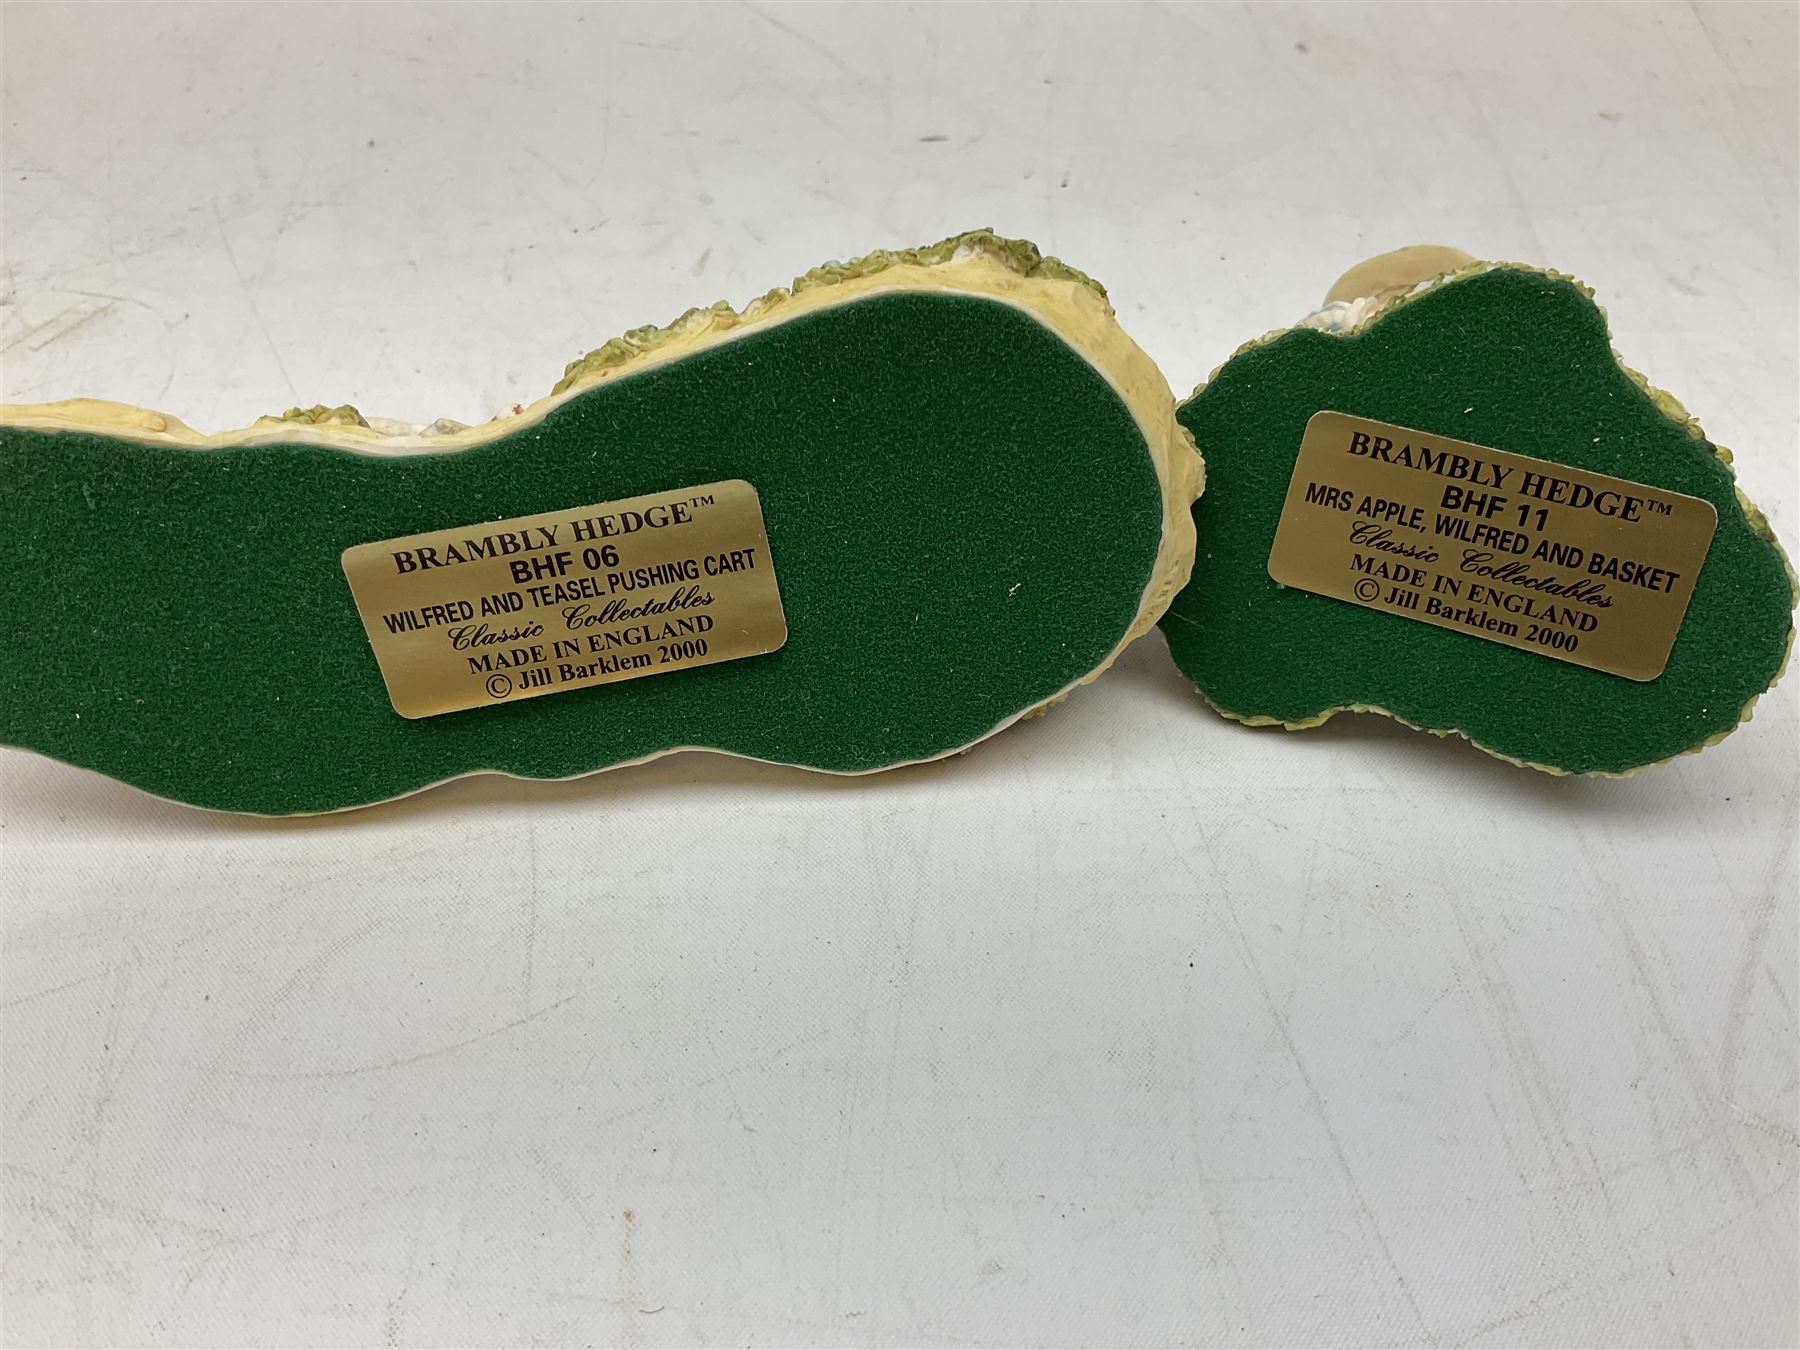 BRAMBLY HEDGE™
BHF 06
WILFRED AND TEASEL PUSHING CART
Classic Collectables
MADE IN ENGLAND
© Jill Barklem 2000
BRAMBLY HEDGE™
BHF 11
MRS APPLE, WILFRED AND BASKET
Classic Collectables
MADE IN ENGLAND
© Jill Barklem 2000